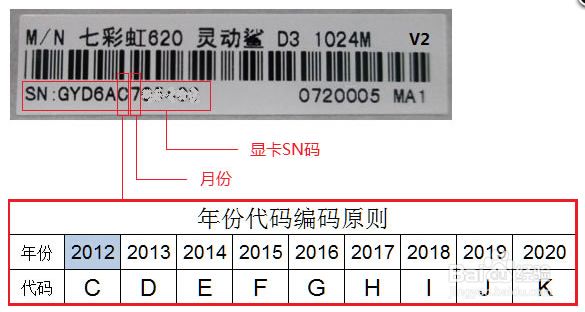 M/N 七彩虹620 灵动鲨 D3 1024M V2
SN:GYD6AC7
0720005 MA1
显卡SN码
月份
年份代码编码原则
年份 2012 2013 2014 2015 2016 2017 2018 2019 2020
代码 C D E F G H I J K
Baidu 经验